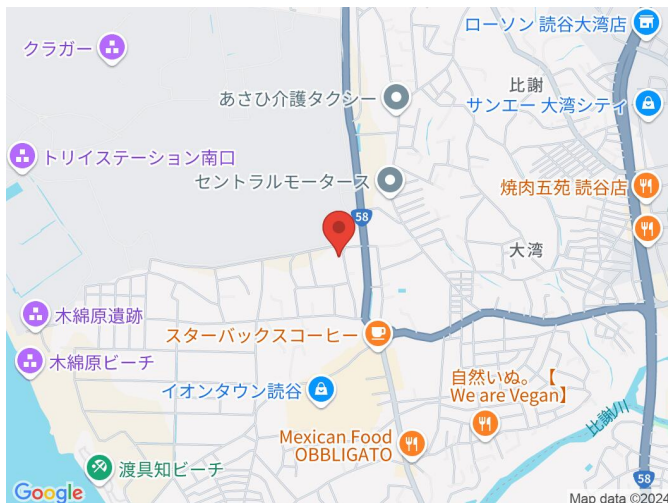 ローソン 読谷大湾店
クラガー
比謝
あさひ介護タクシー
サンエー 大湾シティ
トリイステーション南口
セントラルモータース
焼肉五苑 読谷店
58
大湾
木綿原遺跡
スターバックスコーヒー
木綿原ビーチ
自然いぬ。【
We are Vegan】
イオンタウン読谷
比謝川
Mexican Food
OBBLIGATO
渡具知ビーチ
58
Google
Map data ©2024